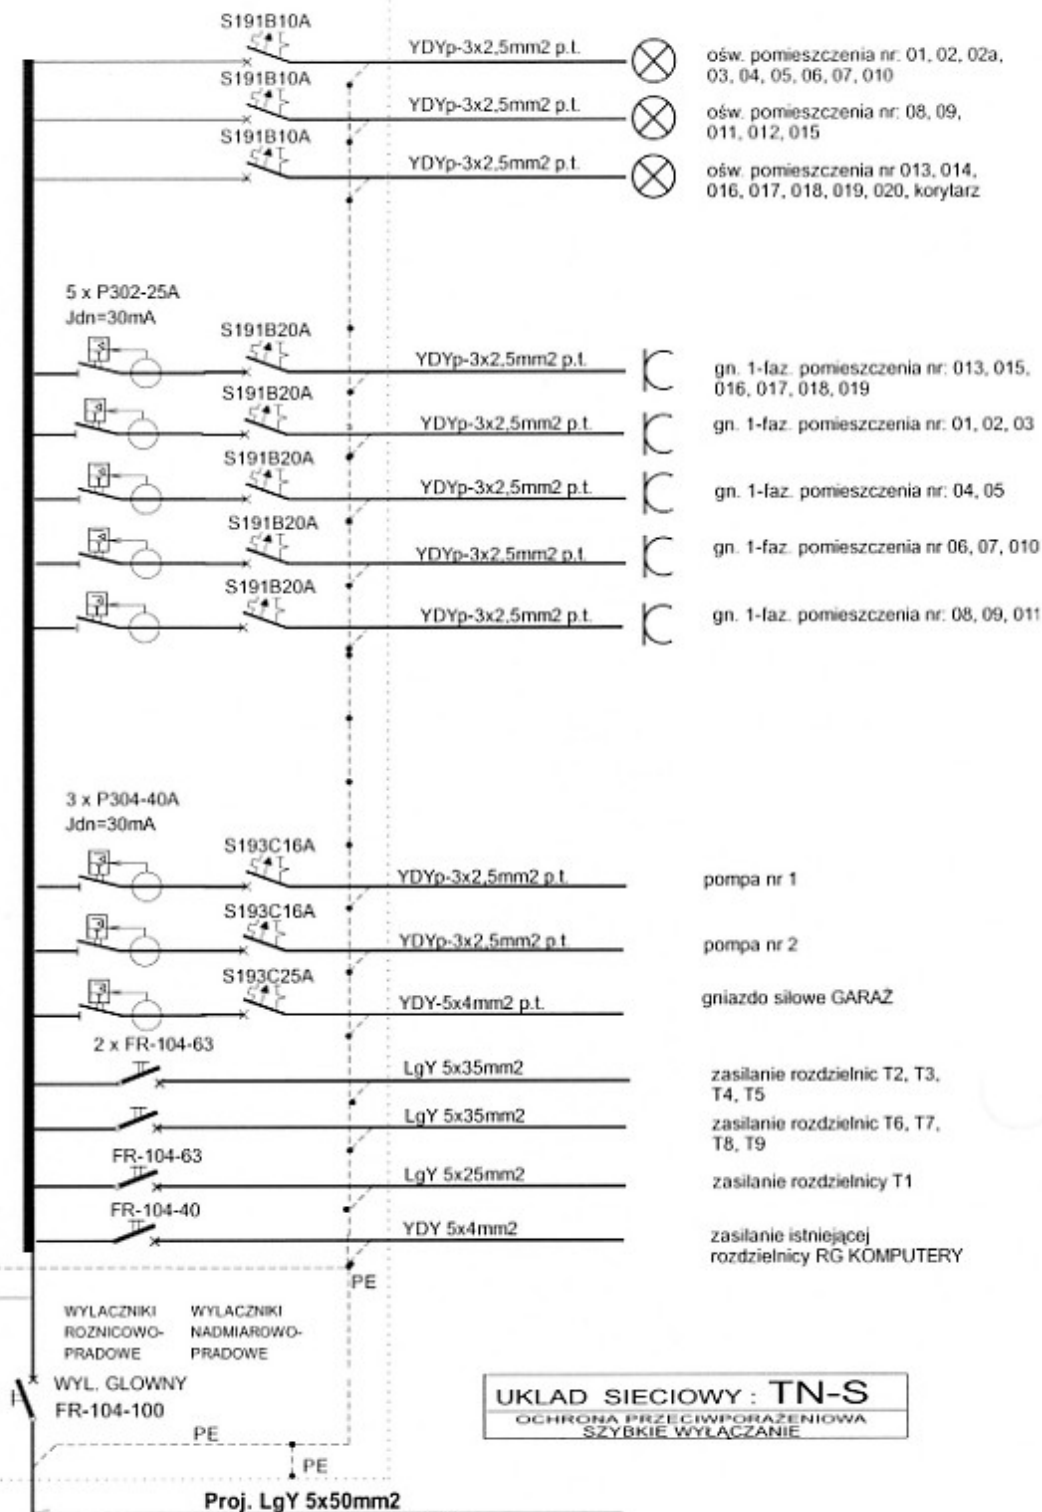 S191B10A
YDYp-3x2,5mm2 p.t.
ośw. pomieszczenia nr: 01, 02, 02a,
03, 04, 05, 06, 07, 010
S191B10A
YDYp-3x2,5mm2 p.t.
ośw. pomieszczenia nr: 08, 09,
011, 012, 015
S191B10A
YDYp-3x2,5mm2 p.t.
ośw. pomieszczenia nr 013, 014,
016, 017, 018, 019, 020, korytarz
5 x P302-25A
Jdn=30mA
S191B20A
YDYp-3x2,5mm2 p.t.
gn. 1-faz. pomieszczenia nr: 013, 015,
016, 017, 018, 019
S191B20A
YDYp-3x2,5mm2 p.t.
gn. 1-faz. pomieszczenia nr: 01, 02, 03
S191B20A
YDYp-3x2,5mm2 p.t.
gn. 1-faz. pomieszczenia nr: 04, 05
S191B20A
YDYp-3x2,5mm2 p.t.
gn. 1-faz. pomieszczenia nr 06, 07, 010
S191B20A
YDYp-3x2,5mm2 p.t.
gn. 1-faz. pomieszczenia nr: 08, 09, 011
3 x P304-40A
Jdn=30mA
S193C16A
YDYp-3x2,5mm2 p.t.
pompa nr 1
S193C16A
YDYp-3x2,5mm2 p.t.
pompa nr 2
S193C25A
YDY-5x4mm2 p.t.
gniazdo siłowe GARAŻ
2 x FR-104-63
LgY 5x35mm2
zasilanie rozdzielnic T2, T3,
T4, T5
LgY 5x35mm2
zasilanie rozdzielnic T6, T7,
T8, T9
FR-104-63
LgY 5x25mm2
zasilanie rozdzielnicy T1
FR-104-40
YDY 5x4mm2
zasilanie istniejącej
rozdzielnicy RG KOMPUTERY
PE
WYLACZNIKI
ROZNICOWO-
PRADOWE
WYLACZNIKI
NADMIAROWO-
PRADOWE
WYL. GLOWNY
FR-104-100
PE
PE
UKLAD SIECIOWY : TN-S
OCHRONA PRZECIWPORAŻENIOWA
SZYBKIE WYŁĄCZANIE
Proj. LgY 5x50mm2